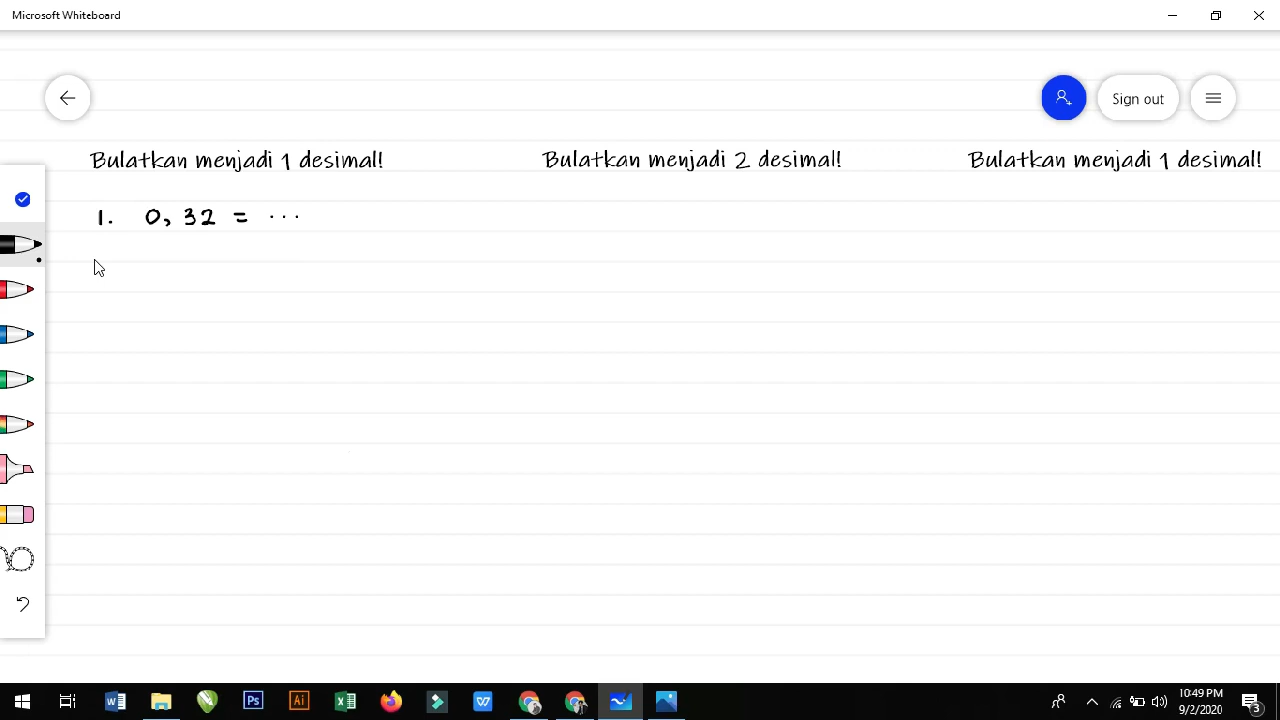 Microsoft Whiteboard
Sign out
Bulatkan menjadi 1 desimal!
Bulatkan menjadi 2 desimal!
Bulatkan menjadi 1 desimal!
1. 0,32 = ...
10:49 PM
9/2/2020
3